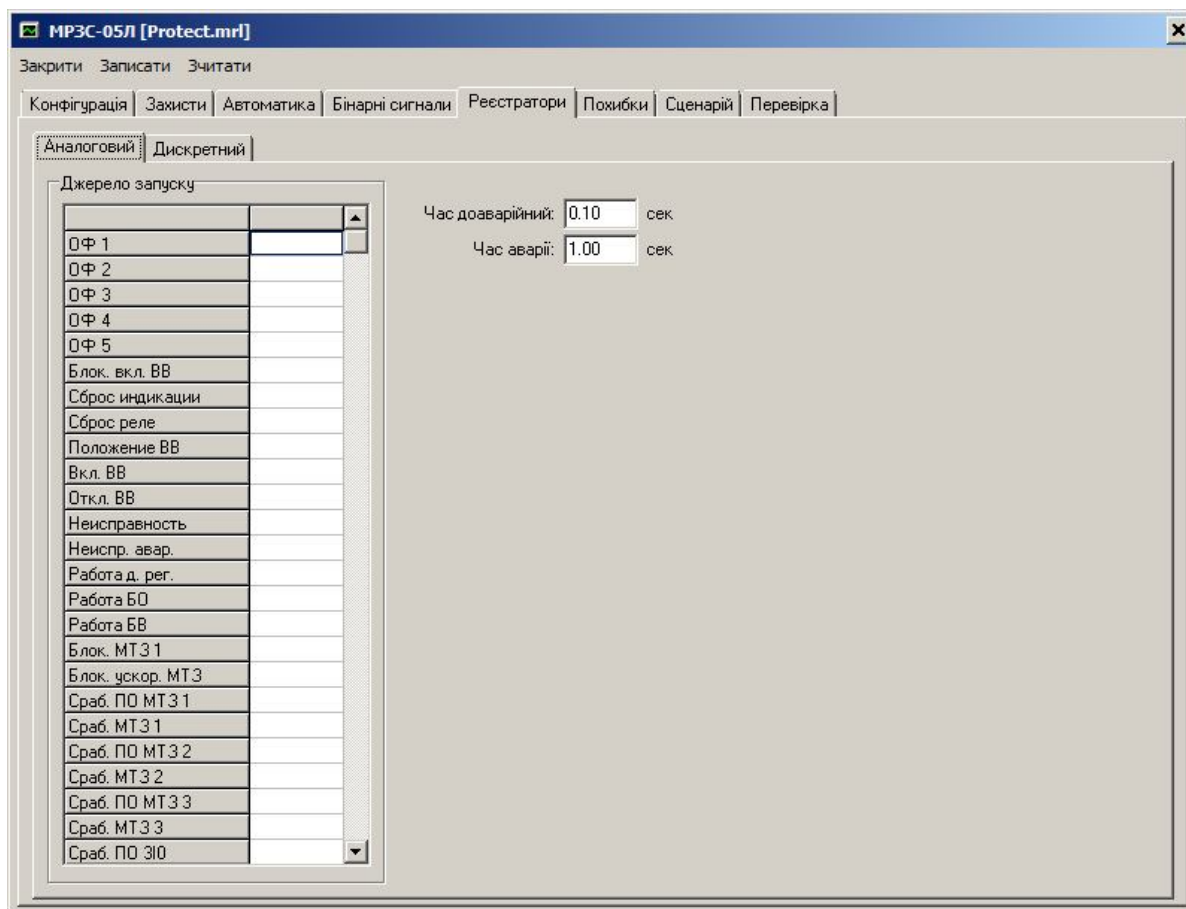 МРЗС-05Л [Protect.mrl]
Закрити Записати Зчитати
Конфігурація Захисти Автоматика Бінарні сигнали Реєстратори Похибки Сценарій Перевірка
Аналоговий Дискретний
Джерело запуску
Час доаварійний: 0.10 сек
Час аварії: 1.00 сек
ОФ 1
ОФ 2
ОФ 3
ОФ 4
ОФ 5
Блок. вкл. ВВ
Сброс индикации
Сброс реле
Положение ВВ
Вкл. ВВ
Откл. ВВ
Неисправность
Неиспр. авар.
Работа д. рег.
Работа БО
Работа БВ
Блок. МТЗ 1
Блок. ускор. МТЗ
Сраб. ПО МТЗ 1
Сраб. МТЗ 1
Сраб. ПО МТЗ 2
Сраб. МТЗ 2
Сраб. ПО МТЗ 3
Сраб. МТЗ 3
Сраб. ПО 3I0